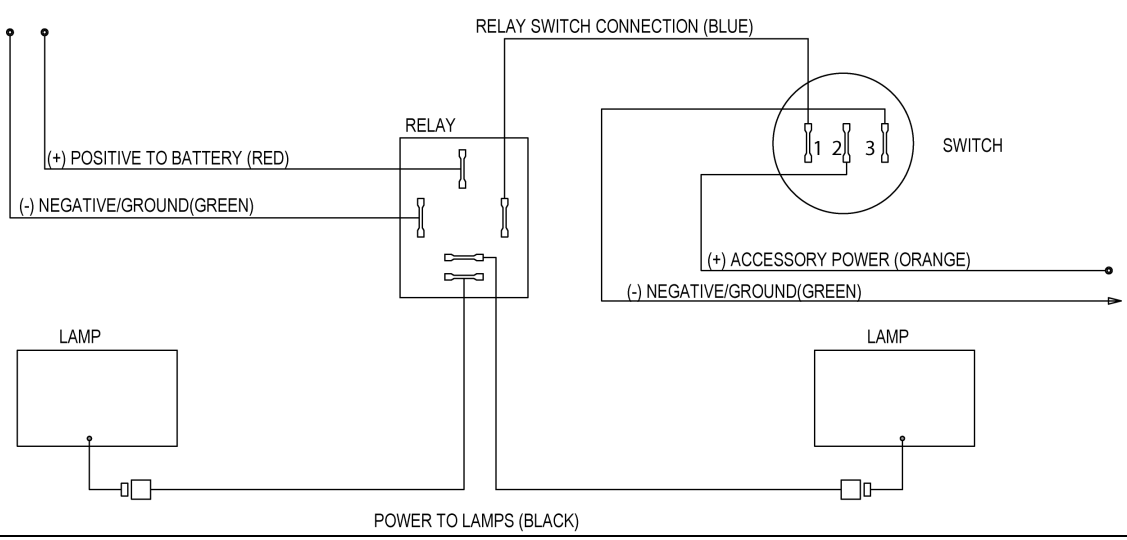 RELAY SWITCH CONNECTION (BLUE)
RELAY
1 2 3
SWITCH
(+) POSITIVE TO BATTERY (RED)
(-) NEGATIVE/GROUND(GREEN)
(+) ACCESSORY POWER (ORANGE)
(-) NEGATIVE/GROUND(GREEN)
LAMP
LAMP
POWER TO LAMPS (BLACK)